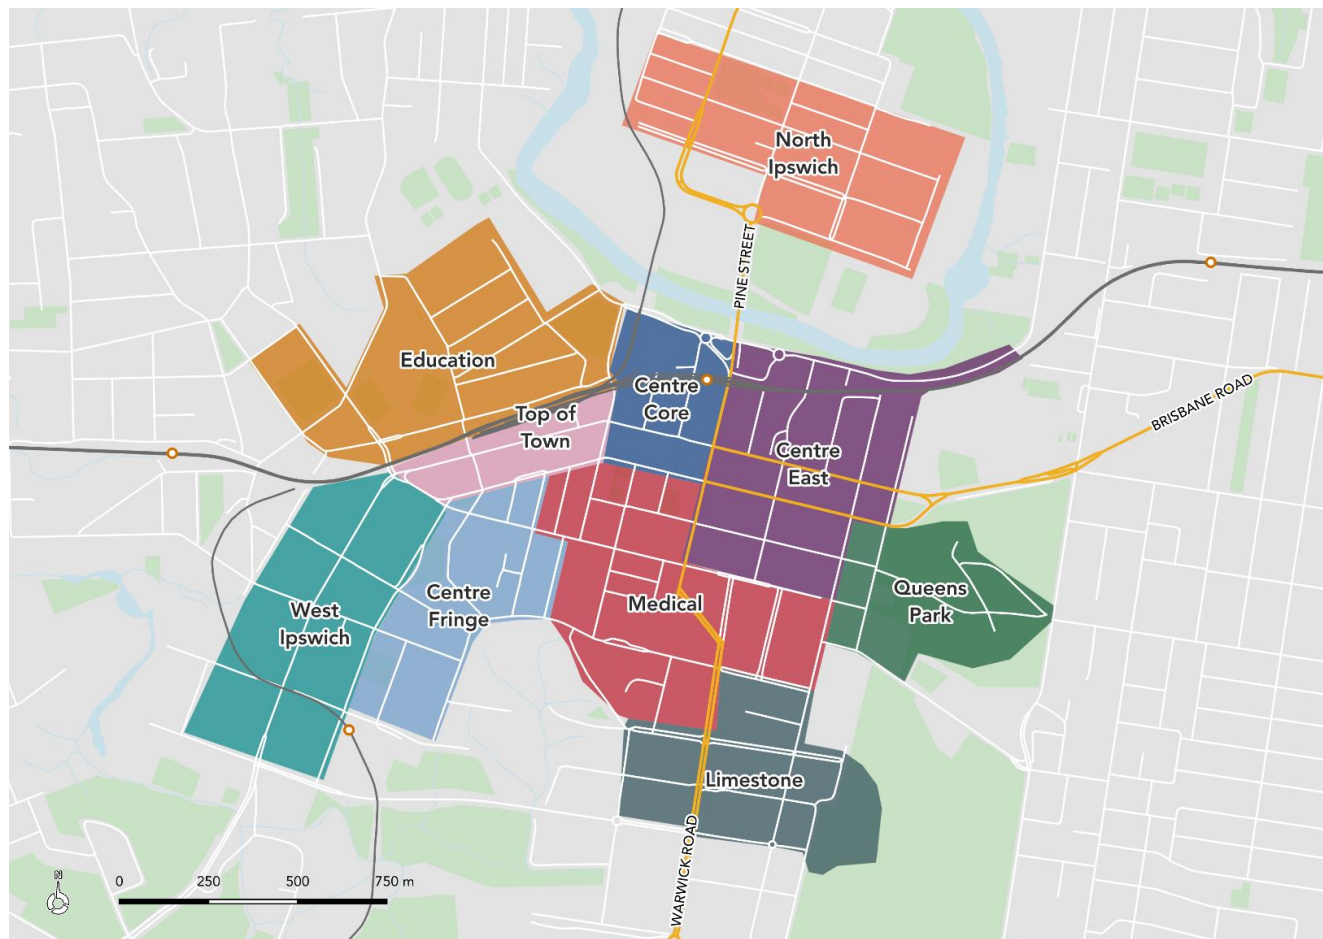 North
Ipswich
PINE STREET
Education
Centre
Core
Top of
Town
BRISBANE ROAD
Centre
East
Queens
Park
Centre
Fringe
West
Ipswich
Medical
Limestone
WARWICK ROAD
N
0 250 500 750 m